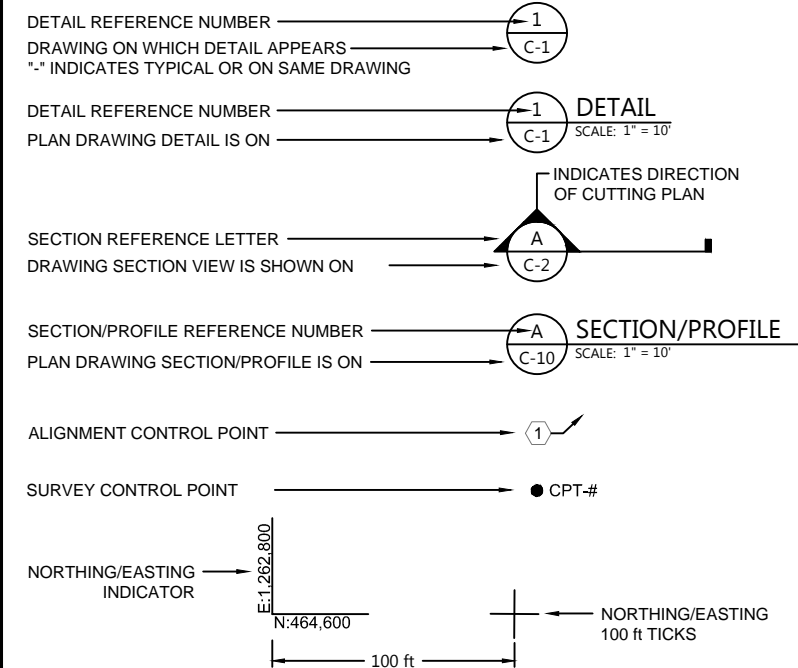 DETAIL REFERENCE NUMBER
1
DRAWING ON WHICH DETAIL APPEARS
C-1
"-" INDICATES TYPICAL OR ON SAME DRAWING
DETAIL REFERENCE NUMBER
1
DETAIL
PLAN DRAWING DETAIL IS ON
C-1
SCALE: 1" = 10'
INDICATES DIRECTION
OF CUTTING PLAN
SECTION REFERENCE LETTER
A
DRAWING SECTION VIEW IS SHOWN ON
C-2
SECTION/PROFILE REFERENCE NUMBER
A
SECTION/PROFILE
PLAN DRAWING SECTION/PROFILE IS ON
C-10
SCALE: 1" = 10'
ALIGNMENT CONTROL POINT
1
SURVEY CONTROL POINT
CPT-#
NORTHING/EASTING
INDICATOR
E:1,262,800
N:464,600
NORTHING/EASTING
100 ft TICKS
100 ft